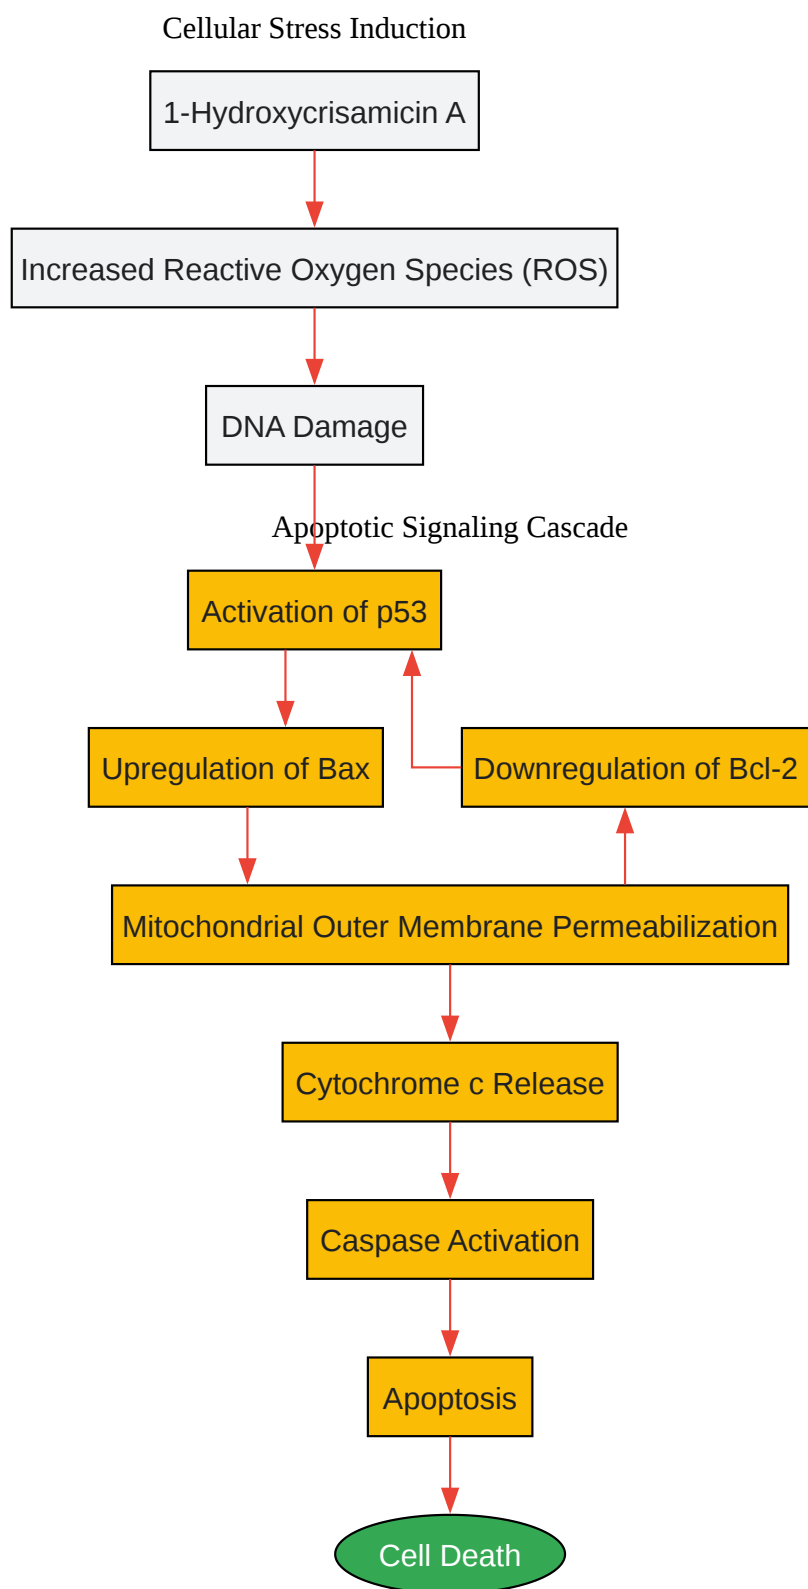 Cellular Stress Induction
1-Hydroxycrisamicin A
Increased Reactive Oxygen Species (ROS)
DNA Damage
Apoptotic Signaling Cascade
Activation of p53
Upregulation of Bax
Downregulation of Bcl-2
Mitochondrial Outer Membrane Permeabilization
Cytochrome c Release
Caspase Activation
Apoptosis
Cell Death